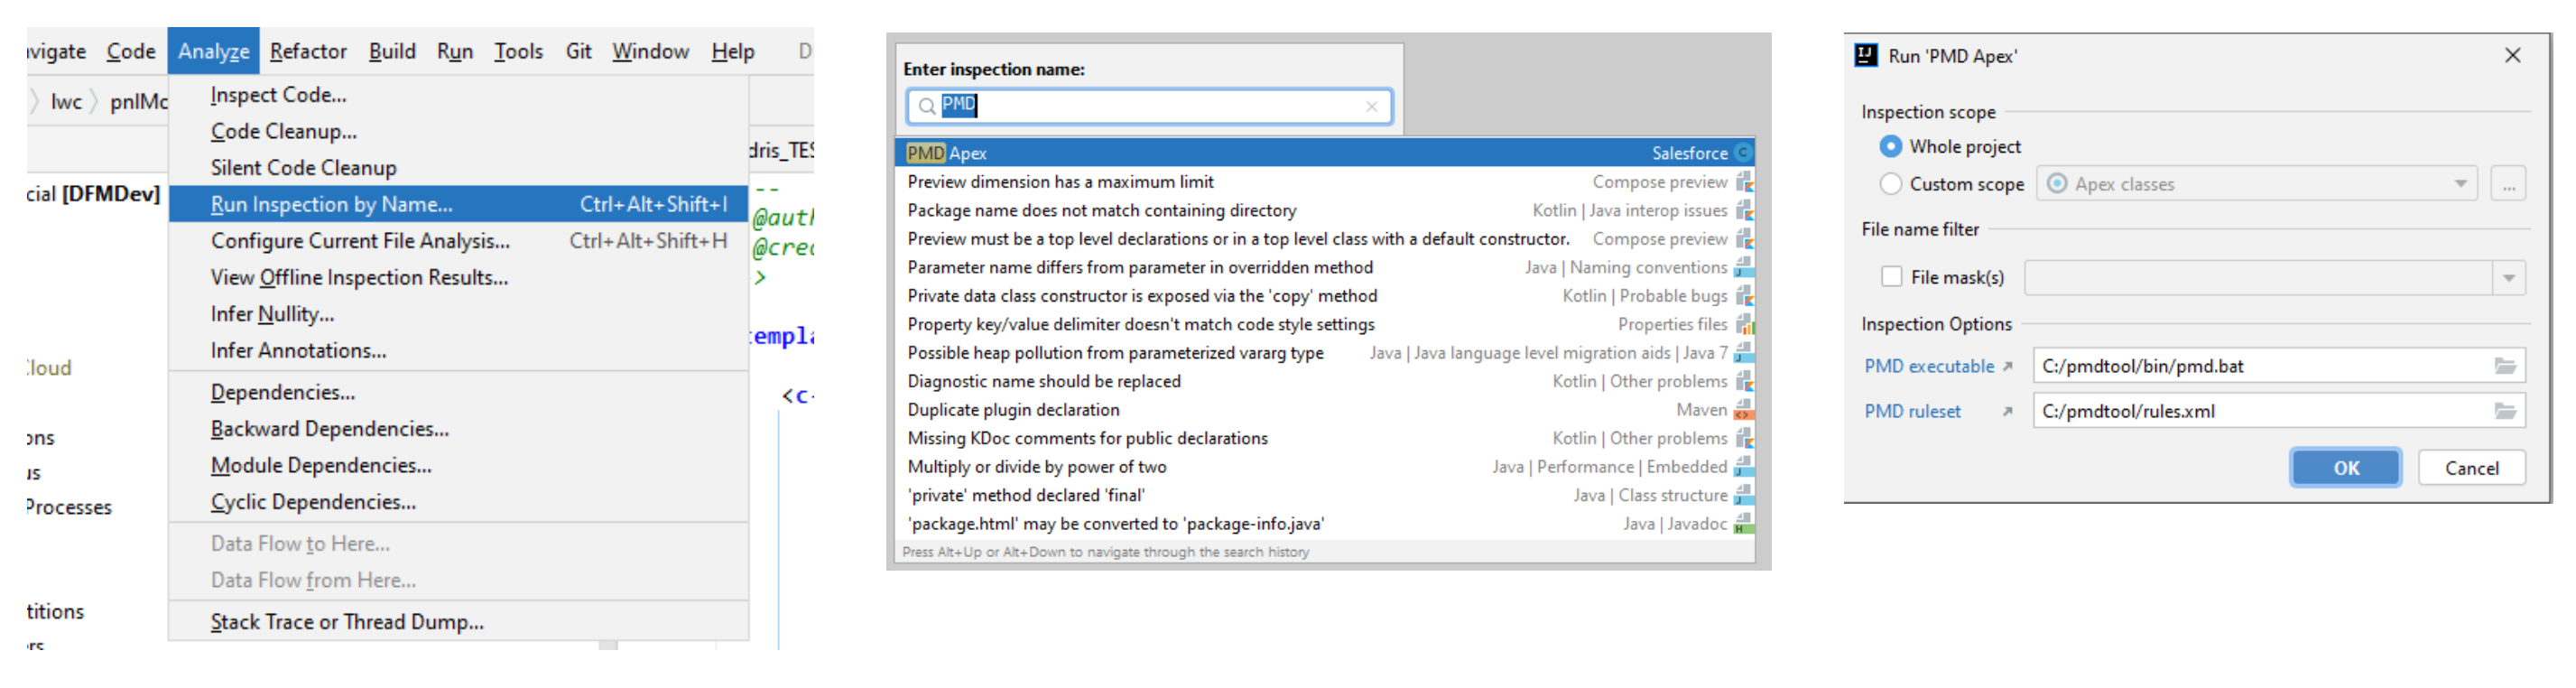 avigate Code Analyze Refactor Build Run Tools Git Window Help D
lwc pnlMc
Inspect Code...
Code Cleanup...
Silent Code Cleanup
dris_TES
cial [DFMDev]
Run Inspection by Name... Ctrl+Alt+Shift+I
--
@auth
Configure Current File Analysis... Ctrl+Alt+Shift+H
@crea
View Offline Inspection Results...
>
Infer Nullity...
templa
Infer Annotations...
Cloud
Dependencies...
<c-
Backward Dependencies...
ons
Module Dependencies...
us
Cyclic Dependencies...
Processes
Data Flow to Here...
Data Flow from Here...
titions
Stack Trace or Thread Dump...
rs
Enter inspection name:
PMD
PMD Apex Salesforce C
Preview dimension has a maximum limit Compose preview
Package name does not match containing directory Kotlin | Java interop issues
Preview must be a top level declarations or in a top level class with a default constructor. Compose preview
Parameter name differs from parameter in overridden method Java | Naming conventions
Private data class constructor is exposed via the 'copy' method Kotlin | Probable bugs
Property key/value delimiter doesn't match code style settings Properties files
Possible heap pollution from parameterized vararg type Java | Java language level migration aids | Java 7
Diagnostic name should be replaced Kotlin | Other problems
Duplicate plugin declaration Maven
Missing KDoc comments for public declarations Kotlin | Other problems
Multiply or divide by power of two Java | Performance | Embedded
'private' method declared 'final' Java | Class structure
'package.html' may be converted to 'package-info.java' Java | Javadoc
Press Alt+Up or Alt+Down to navigate through the search history
IJ Run 'PMD Apex'
Inspection scope
Whole project
Custom scope Apex classes ...
File name filter
File mask(s)
Inspection Options
PMD executable C:/pmdtool/bin/pmd.bat
PMD ruleset C:/pmdtool/rules.xml
OK Cancel